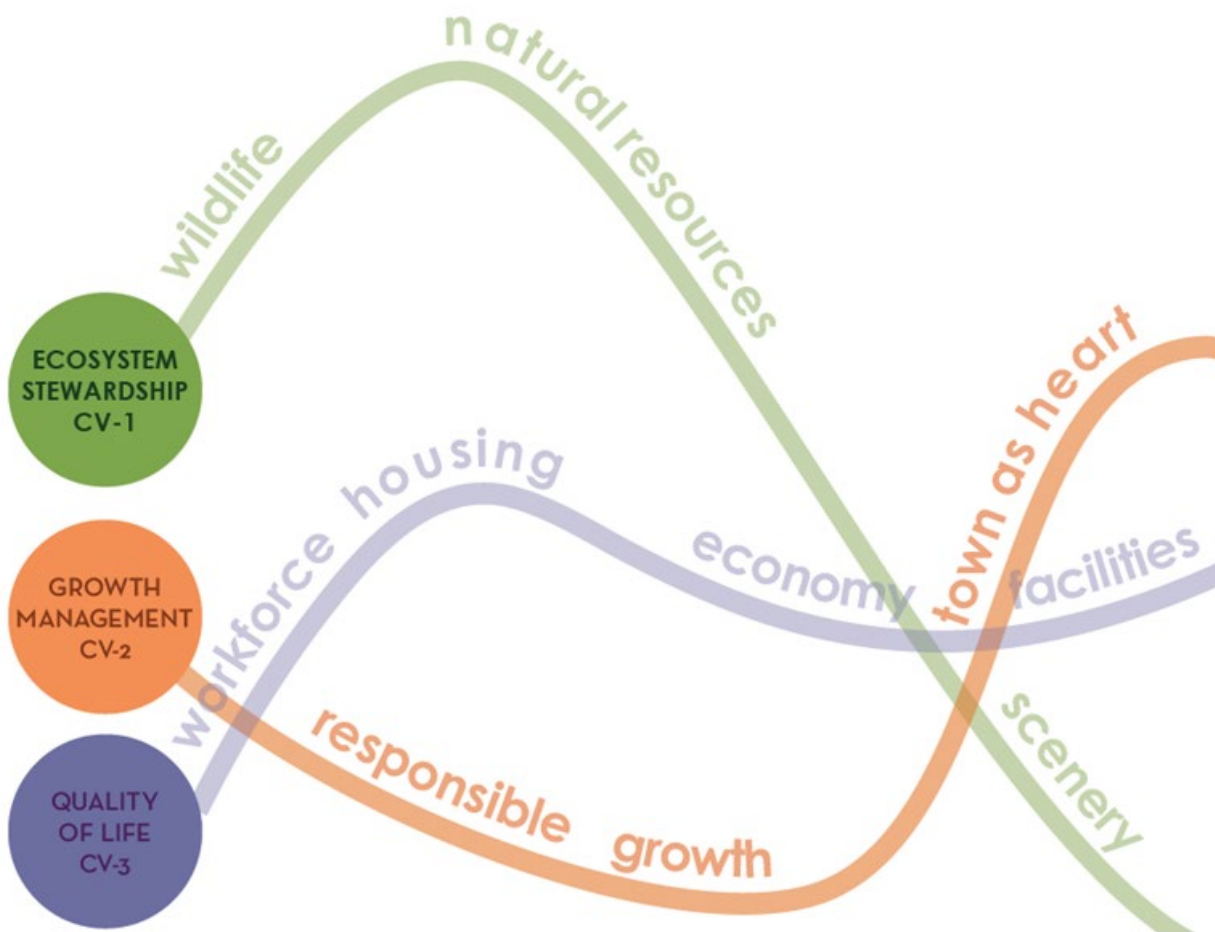 wildlife
natural resources
scenery
ECOSYSTEM
STEWARDSHIP
CV-1
workforce housing
economy
facilities
town as heart
GROWTH
MANAGEMENT
CV-2
responsible growth
QUALITY
OF LIFE
CV-3